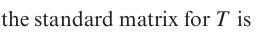 the standard matrix for T is